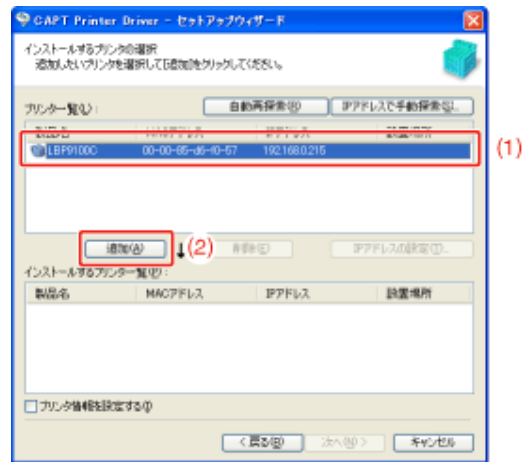 CAPT Printer Driver - セットアップウィザード
インストールするプリンタの選択
追加したいプリンタを選択して[追加]をクリックしてください。
プリンター覧(L):
自動再探索(B) IPアドレスで手動探索(S)...
LBP9100C 00-00-85-d6-f0-57 192.168.0.215
(1)
追加(A) ↓ (2) 削除(E) IPアドレスの設定(T)...
インストールするプリンター覧(P):
製品名 MACアドレス IPアドレス 設置場所
プリンタ情報を設定する(I)
< 戻る(B) 次へ(N) > キャンセル